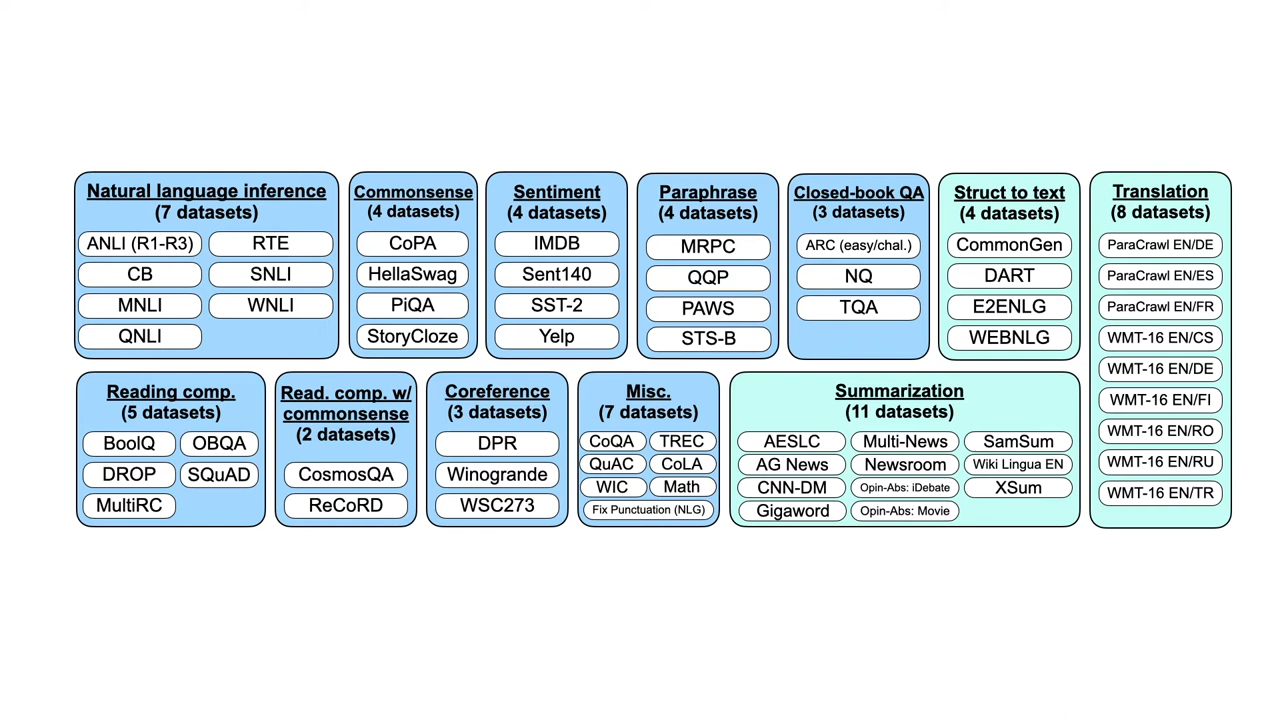 Natural language inference
(7 datasets)
ANLI (R1-R3)
RTE
CB
SNLI
MNLI
WNLI
QNLI
Commonsense
(4 datasets)
CoPA
HellaSwag
PiQA
StoryCloze
Sentiment
(4 datasets)
IMDB
Sent140
SST-2
Yelp
Paraphrase
(4 datasets)
MRPC
QQP
PAWS
STS-B
Closed-book QA
(3 datasets)
ARC (easy/chal.)
NQ
TQA
Struct to text
(4 datasets)
CommonGen
DART
E2ENLG
WEBNLG
Translation
(8 datasets)
ParaCrawl EN/DE
ParaCrawl EN/ES
ParaCrawl EN/FR
WMT-16 EN/CS
WMT-16 EN/DE
WMT-16 EN/FI
WMT-16 EN/RO
WMT-16 EN/RU
WMT-16 EN/TR
Reading comp.
(5 datasets)
BoolQ
OBQA
DROP
SQuAD
MultiRC
Read. comp. w/
commonsense
(2 datasets)
CosmosQA
ReCoRD
Coreference
(3 datasets)
DPR
Winogrande
WSC273
Misc.
(7 datasets)
CoQA
TREC
QuAC
CoLA
WIC
Math
Fix Punctuation (NLG)
Summarization
(11 datasets)
AESLC
Multi-News
SamSum
AG News
Newsroom
Wiki Lingua EN
CNN-DM
Opin-Abs: iDebate
XSum
Gigaword
Opin-Abs: Movie